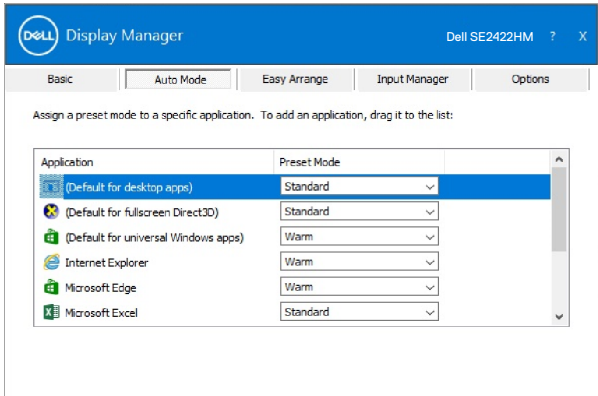 DELL Display Manager Dell SE2422HM ? X
Basic Auto Mode Easy Arrange Input Manager Options
Assign a preset mode to a specific application. To add an application, drag it to the list:
Application Preset Mode
(Default for desktop apps) Standard
(Default for fullscreen Direct3D) Standard
(Default for universal Windows apps) Warm
Internet Explorer Warm
Microsoft Edge Warm
Microsoft Excel Standard